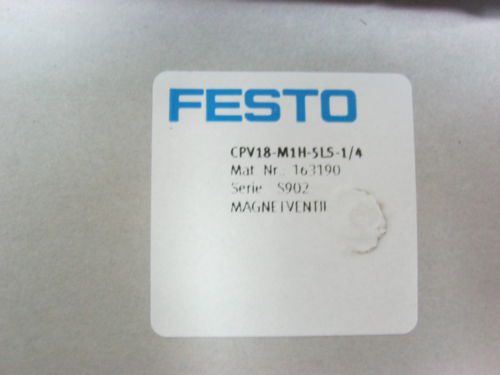 FESTO
CPV18-M1H-5LS-1/4
Mat Nr.: 163190
Serie S902
MAGNETVENTIL